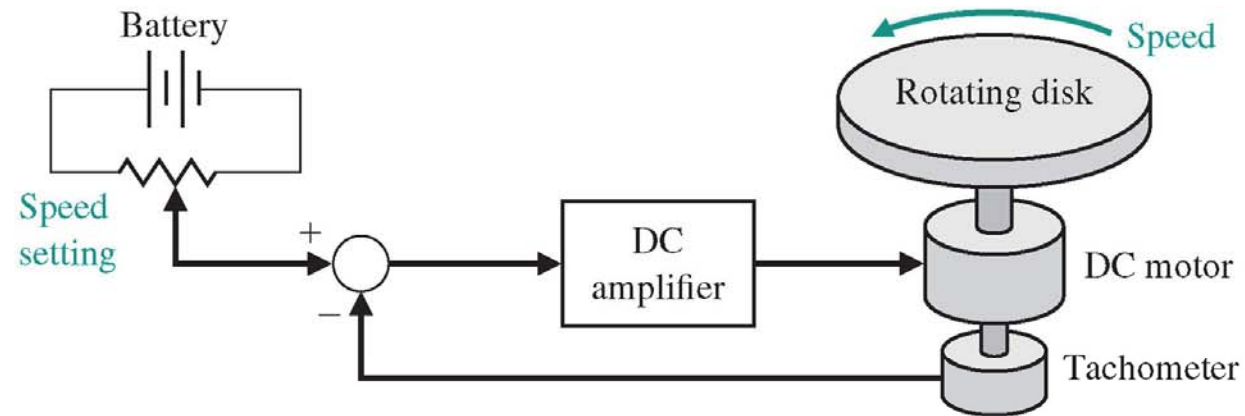 Battery
Speed
Rotating disk
Speed
setting
+
DC
amplifier
DC motor
−
Tachometer